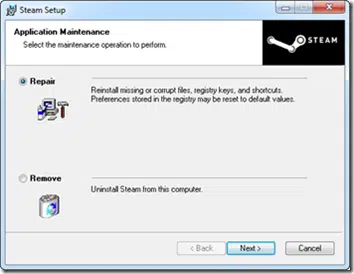 Steam Setup
Application Maintenance
Select the maintenance operation to perform.
STEAM
Repair
Reinstall missing or corrupt files, registry keys, and shortcuts.
Preferences stored in the registry may be reset to default values.
Remove
Uninstall Steam from this computer.
< Back Next > Cancel